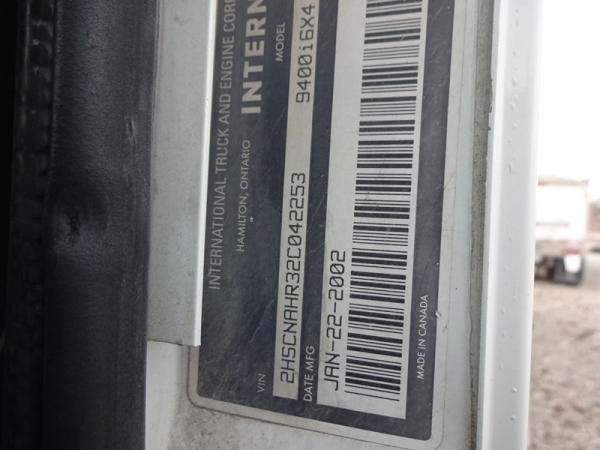 INTERNATIONAL TRUCK AND ENGINE COR
HAMILTON, ONTARIO
INTERN
MODEL
9400i6X4
VIN
2HSCNAHR32C042253
DATE MFG
JAN-22-2002
MADE IN CANADA